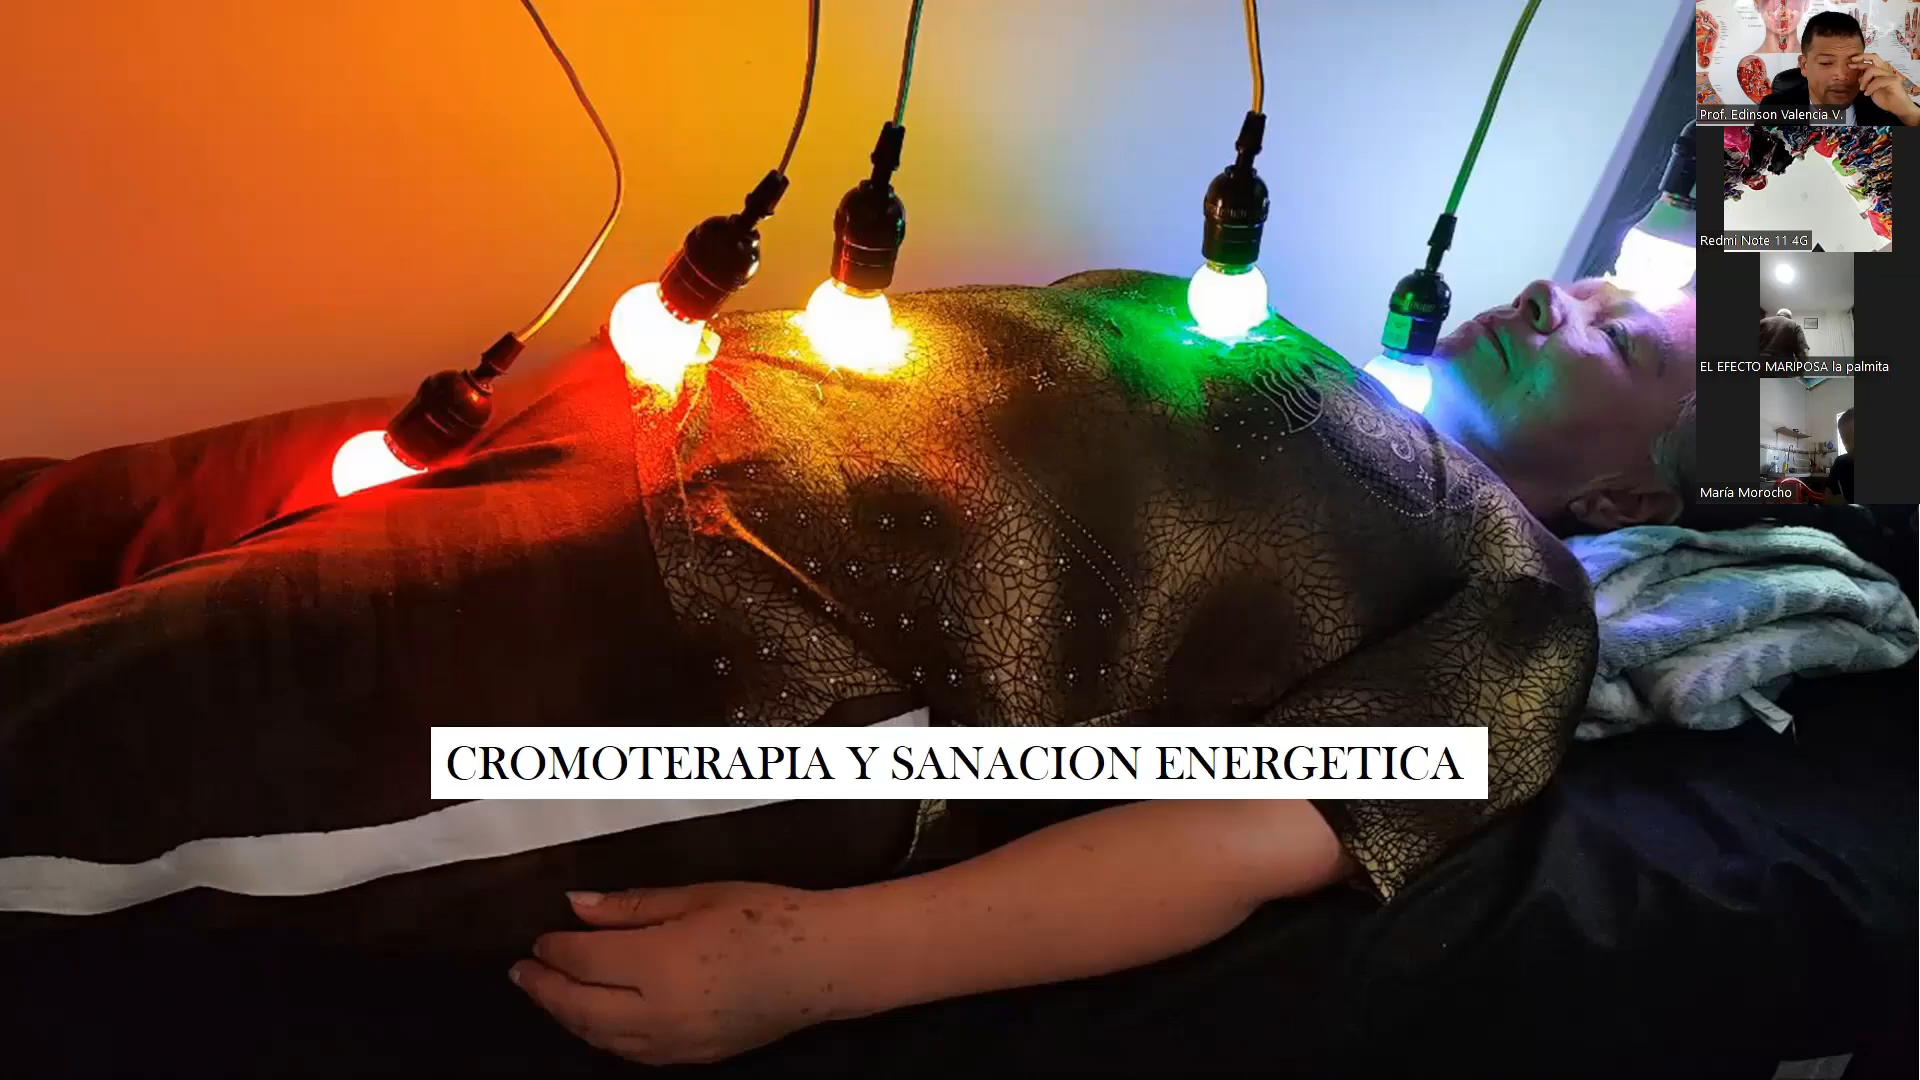 CROMOTERAPIA Y SANACION ENERGETICA
Prof. Edinson Valencia V.
Redmi Note 11 4G
EL EFECTO MARIPOSA la palmita
María Morocho